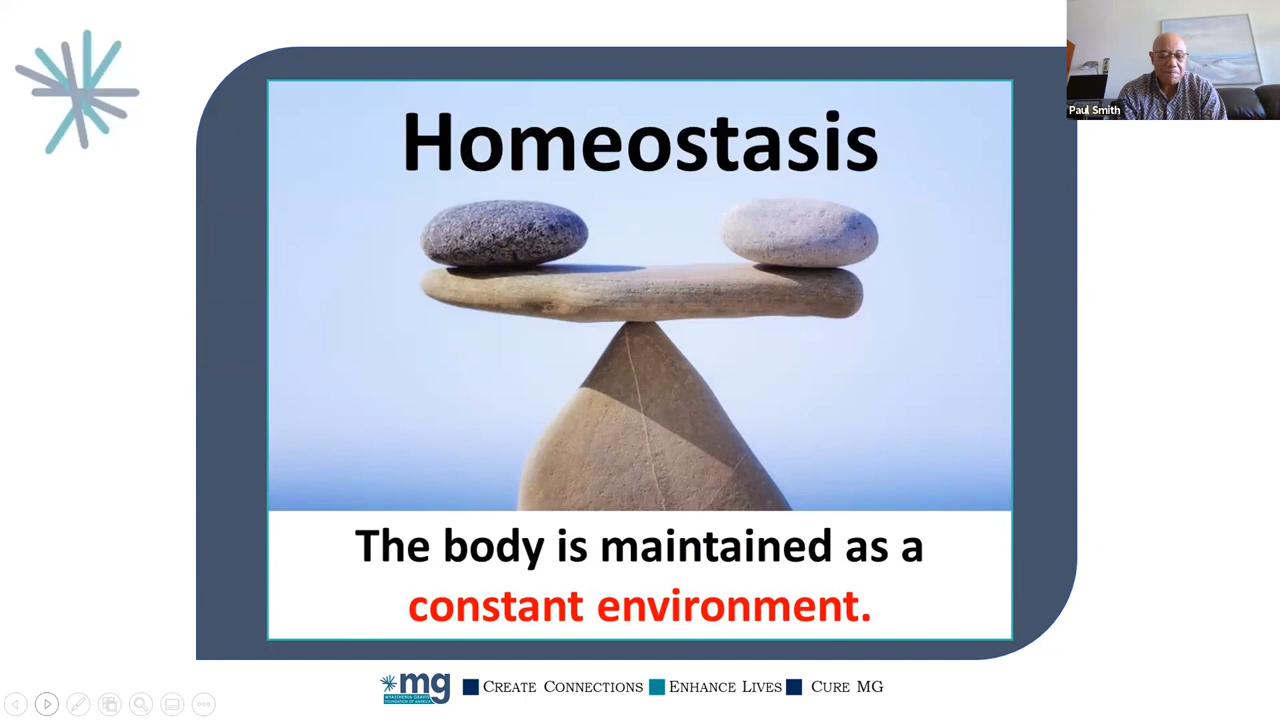 Homeostasis
Paul Smith
The body is maintained as a
constant environment.
mg
MYASTHENIA GRAVIS
FOUNDATION OF AMERICA
CREATE CONNECTIONS ENHANCE LIVES CURE MG